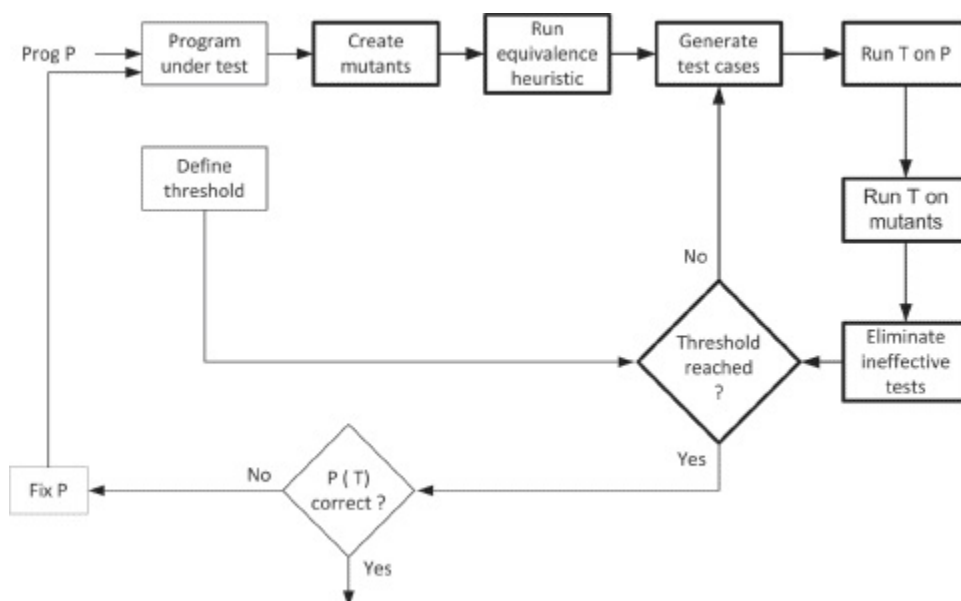 Prog P
Program
under test
Create
mutants
Run
equivalence
heuristic
Generate
test cases
Run T on P
Define
threshold
Run T on
mutants
No
Threshold
reached
?
Eliminate
ineffective
tests
Yes
No
P ( T )
correct ?
Fix P
Yes